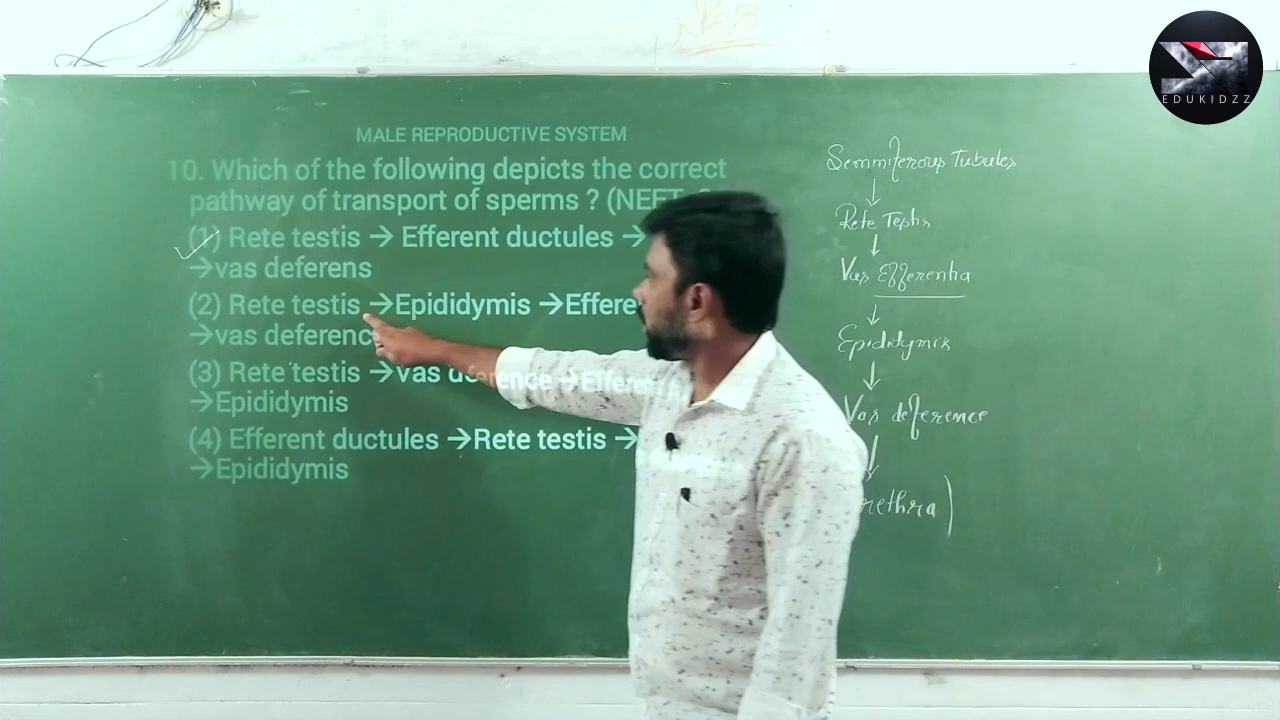 EDUKIDZZ
MALE REPRODUCTIVE SYSTEM
10. Which of the following depicts the correct
pathway of transport of sperms ? (NEET-
(1) Rete testis → Efferent ductules →
→vas deferens
(2) Rete testis →Epididymis →Effere
→vas deferenc
(3) Rete testis →vas deference →Efferent
→Epididymis
(4) Efferent ductules →Rete testis →
→Epididymis
Semmiferous Tubules
↓
Rete Testis
↓
Vas Efferentia
↓
Epididymis
↓
Vas deference
↓
rethra)